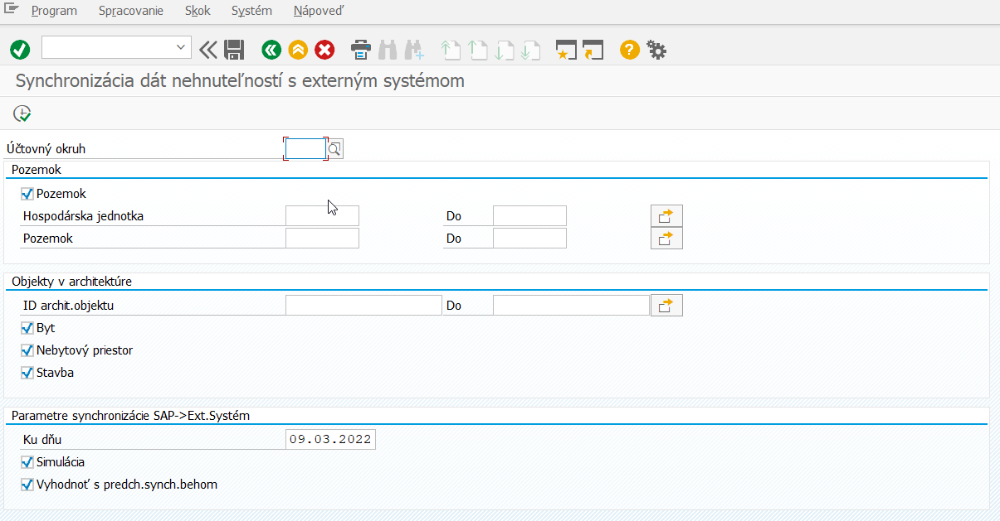 Program Spracovanie Skok Systém Nápoveď
Synchronizácia dát nehnuteľností s externým systémom
Účtovný okruh
Pozemok
Pozemok
Hospodárska jednotka Do
Pozemok Do
Objekty v architektúre
ID archit.objektu Do
Byt
Nebytový priestor
Stavba
Parametre synchronizácie SAP->Ext.Systém
Ku dňu 09.03.2022
Simulácia
Vyhodnoť s predch.synch.behom